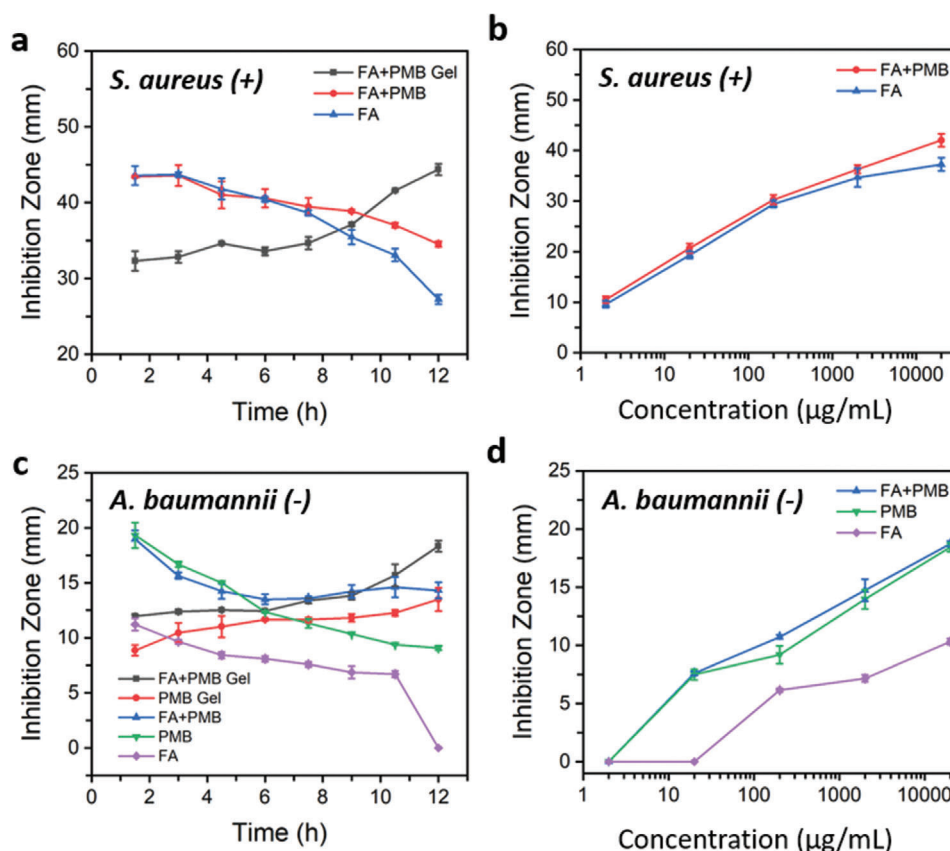 a
S. aureus (+)
FA+PMB Gel
FA+PMB
FA
Inhibition Zone (mm)
60
50
40
30
20
0 2 4 6 8 10 12
Time (h)
b
S. aureus (+)
FA+PMB
FA
Inhibition Zone (mm)
60
50
40
30
20
10
0
1 10 100 1000 10000
Concentration (µg/mL)
c
A. baumannii (-)
Inhibition Zone (mm)
25
20
15
10
5
0
FA+PMB Gel
PMB Gel
FA+PMB
PMB
FA
0 2 4 6 8 10 12
Time (h)
d
A. baumannii (-)
FA+PMB
PMB
FA
Inhibition Zone (mm)
25
20
15
10
5
0
1 10 100 1000 10000
Concentration (µg/mL)